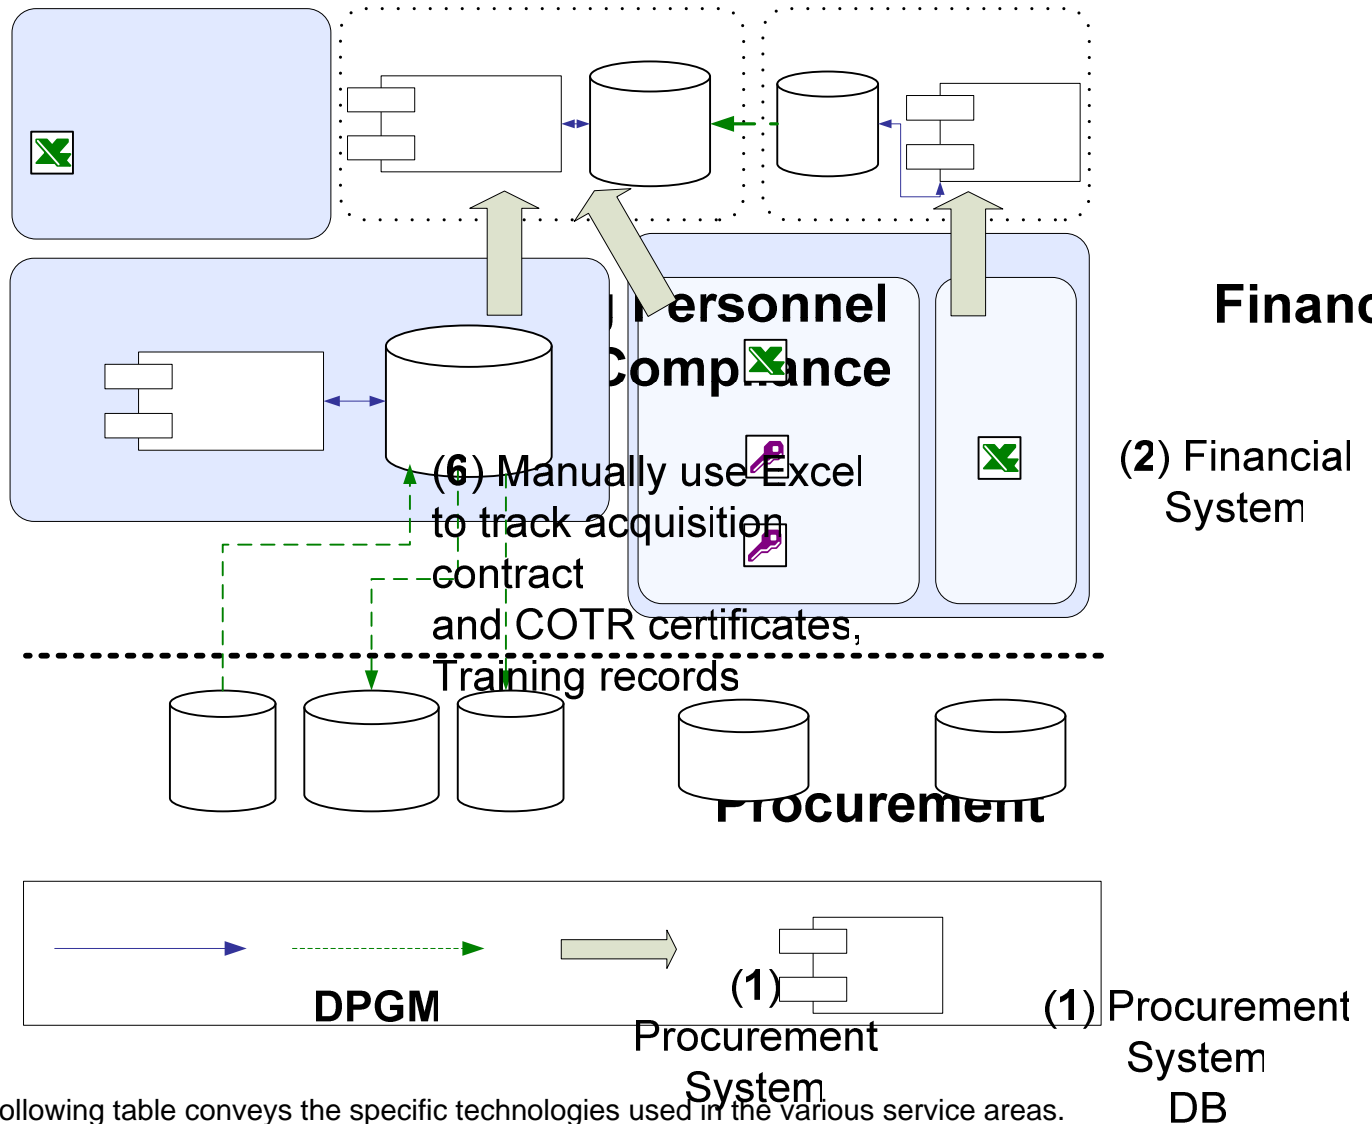 Personnel
Compliance
Financ
(6) Manually use Excel
to track acquisition
contract
and COTR certificates,
Training records
(2) Financial
System
Procurement
DPGM
(1)
Procurement
System
(1) Procurement
System
DB
ollowing table conveys the specific technologies used in the various service areas.